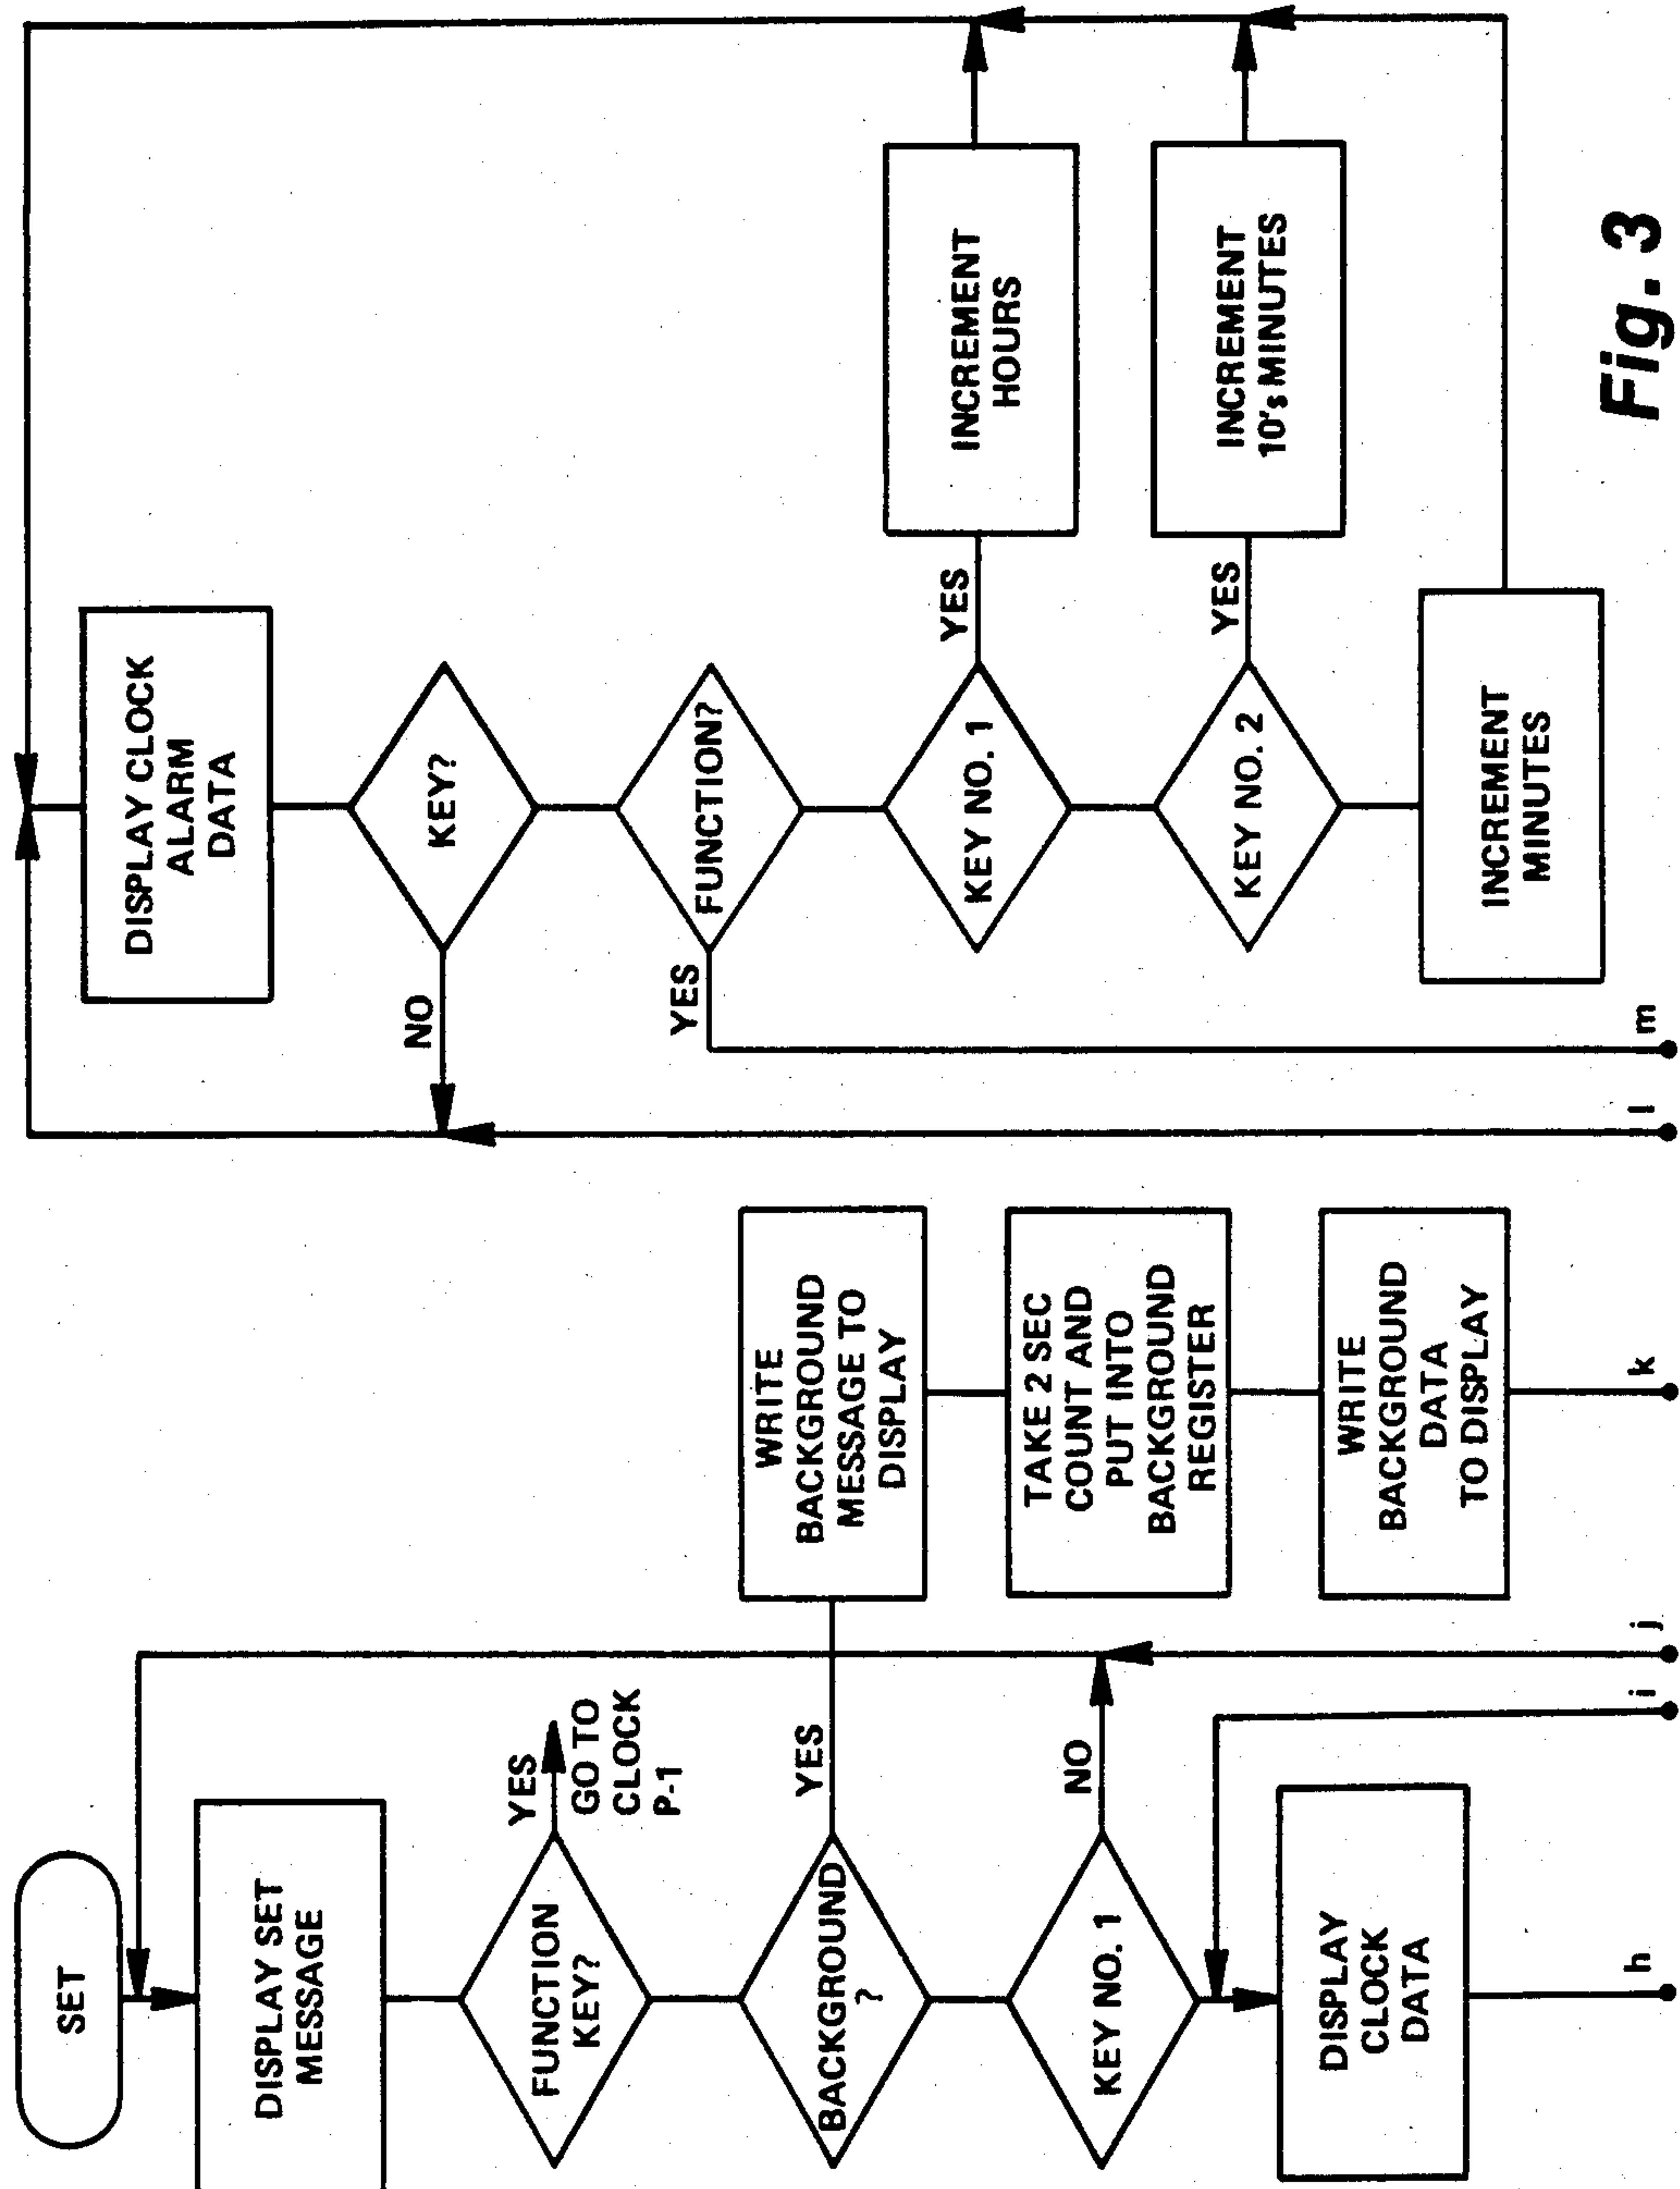 SET
DISPLAY SET
MESSAGE
FUNCTION
KEY?
YES
GO TO
CLOCK
P-1
BACKGROUND
?
YES
KEY NO. 1
NO
DISPLAY
CLOCK
DATA
h
i
j
WRITE
BACKGROUND
MESSAGE TO
DISPLAY
TAKE 2 SEC
COUNT AND
PUT INTO
BACKGROUND
REGISTER
WRITE
BACKGROUND
DATA
TO DISPLAY
k
DISPLAY CLOCK
ALARM
DATA
KEY?
NO
FUNCTION?
YES
KEY NO. 1
YES
INCREMENT
HOURS
KEY NO. 2
YES
INCREMENT
10's MINUTES
INCREMENT
MINUTES
l
m
Fig. 3